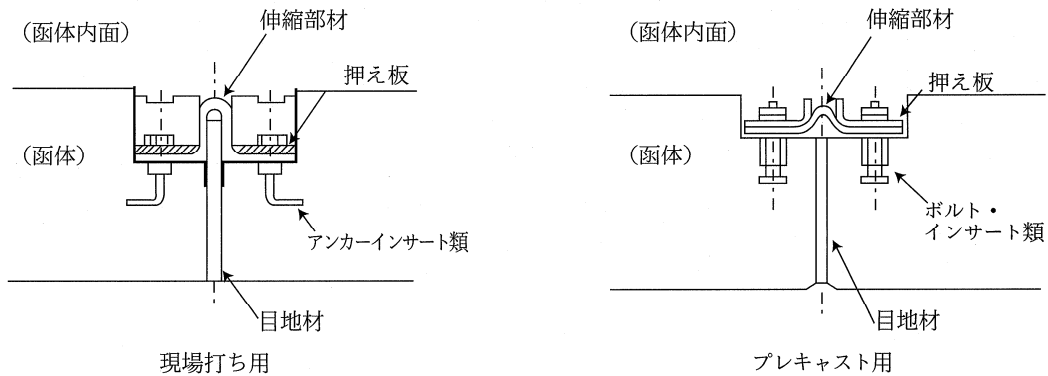 （函体内面）
伸縮部材
押え板
（函体）
アンカーインサート類
目地材
現場打ち用
（函体内面）
伸縮部材
押え板
（函体）
ボルト・
インサート類
目地材
プレキャスト用